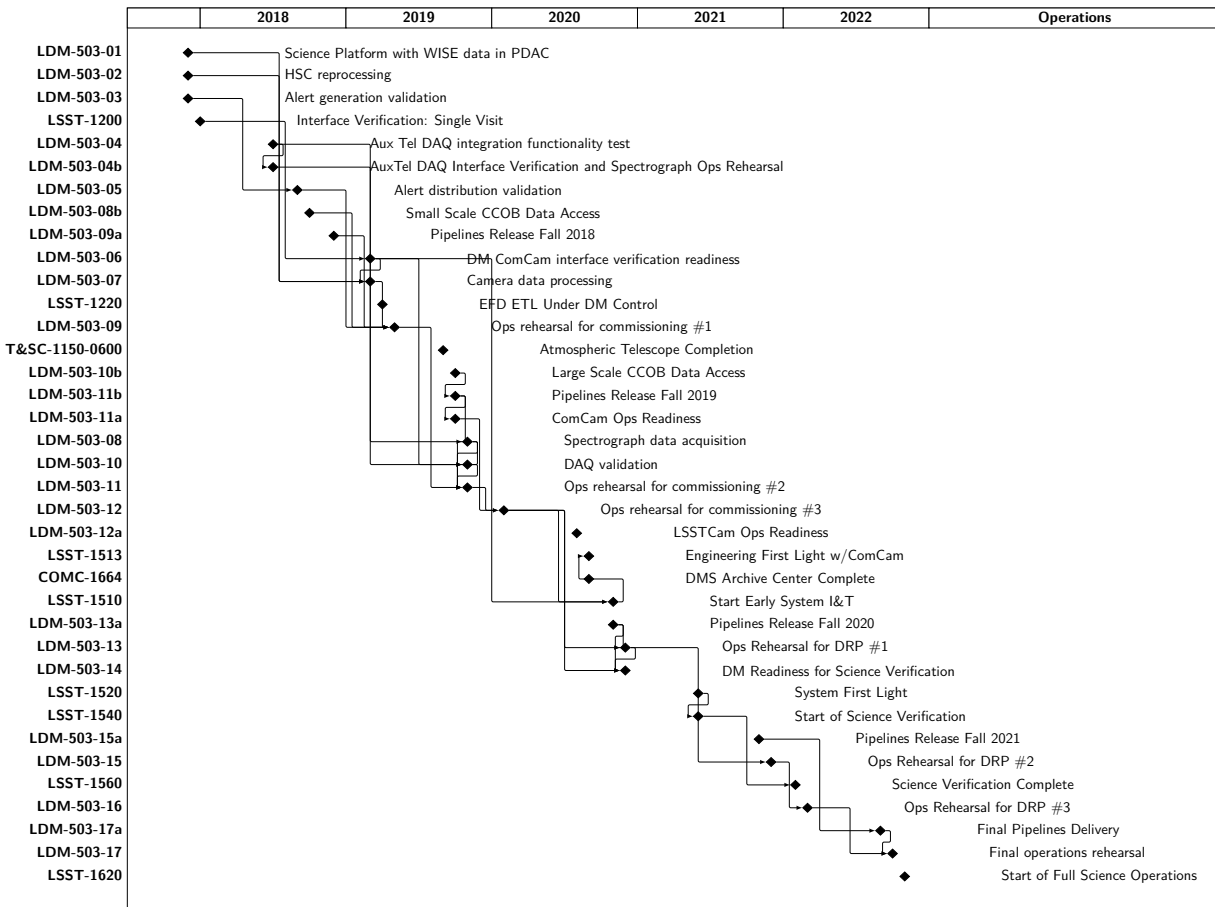 2018 2019 2020 2021 2022 Operations
LDM-503-01 Science Platform with WISE data in PDAC
LDM-503-02 HSC reprocessing
LDM-503-03 Alert generation validation
LSST-1200 Interface Verification: Single Visit
LDM-503-04 Aux Tel DAQ integration functionality test
LDM-503-04b AuxTel DAQ Interface Verification and Spectrograph Ops Rehearsal
LDM-503-05 Alert distribution validation
LDM-503-08b Small Scale CCOB Data Access
LDM-503-09a Pipelines Release Fall 2018
LDM-503-06 DM ComCam interface verification readiness
LDM-503-07 Camera data processing
LSST-1220 EFD ETL Under DM Control
LDM-503-09 Ops rehearsal for commissioning #1
T&SC-1150-0600 Atmospheric Telescope Completion
LDM-503-10b Large Scale CCOB Data Access
LDM-503-11b Pipelines Release Fall 2019
LDM-503-11a ComCam Ops Readiness
LDM-503-08 Spectrograph data acquisition
LDM-503-10 DAQ validation
LDM-503-11 Ops rehearsal for commissioning #2
LDM-503-12 Ops rehearsal for commissioning #3
LDM-503-12a LSSTCam Ops Readiness
LSST-1513 Engineering First Light w/ComCam
COMC-1664 DMS Archive Center Complete
LSST-1510 Start Early System I&T
LDM-503-13a Pipelines Release Fall 2020
LDM-503-13 Ops Rehearsal for DRP #1
LDM-503-14 DM Readiness for Science Verification
LSST-1520 System First Light
LSST-1540 Start of Science Verification
LDM-503-15a Pipelines Release Fall 2021
LDM-503-15 Ops Rehearsal for DRP #2
LSST-1560 Science Verification Complete
LDM-503-16 Ops Rehearsal for DRP #3
LDM-503-17a Final Pipelines Delivery
LDM-503-17 Final operations rehearsal
LSST-1620 Start of Full Science Operations